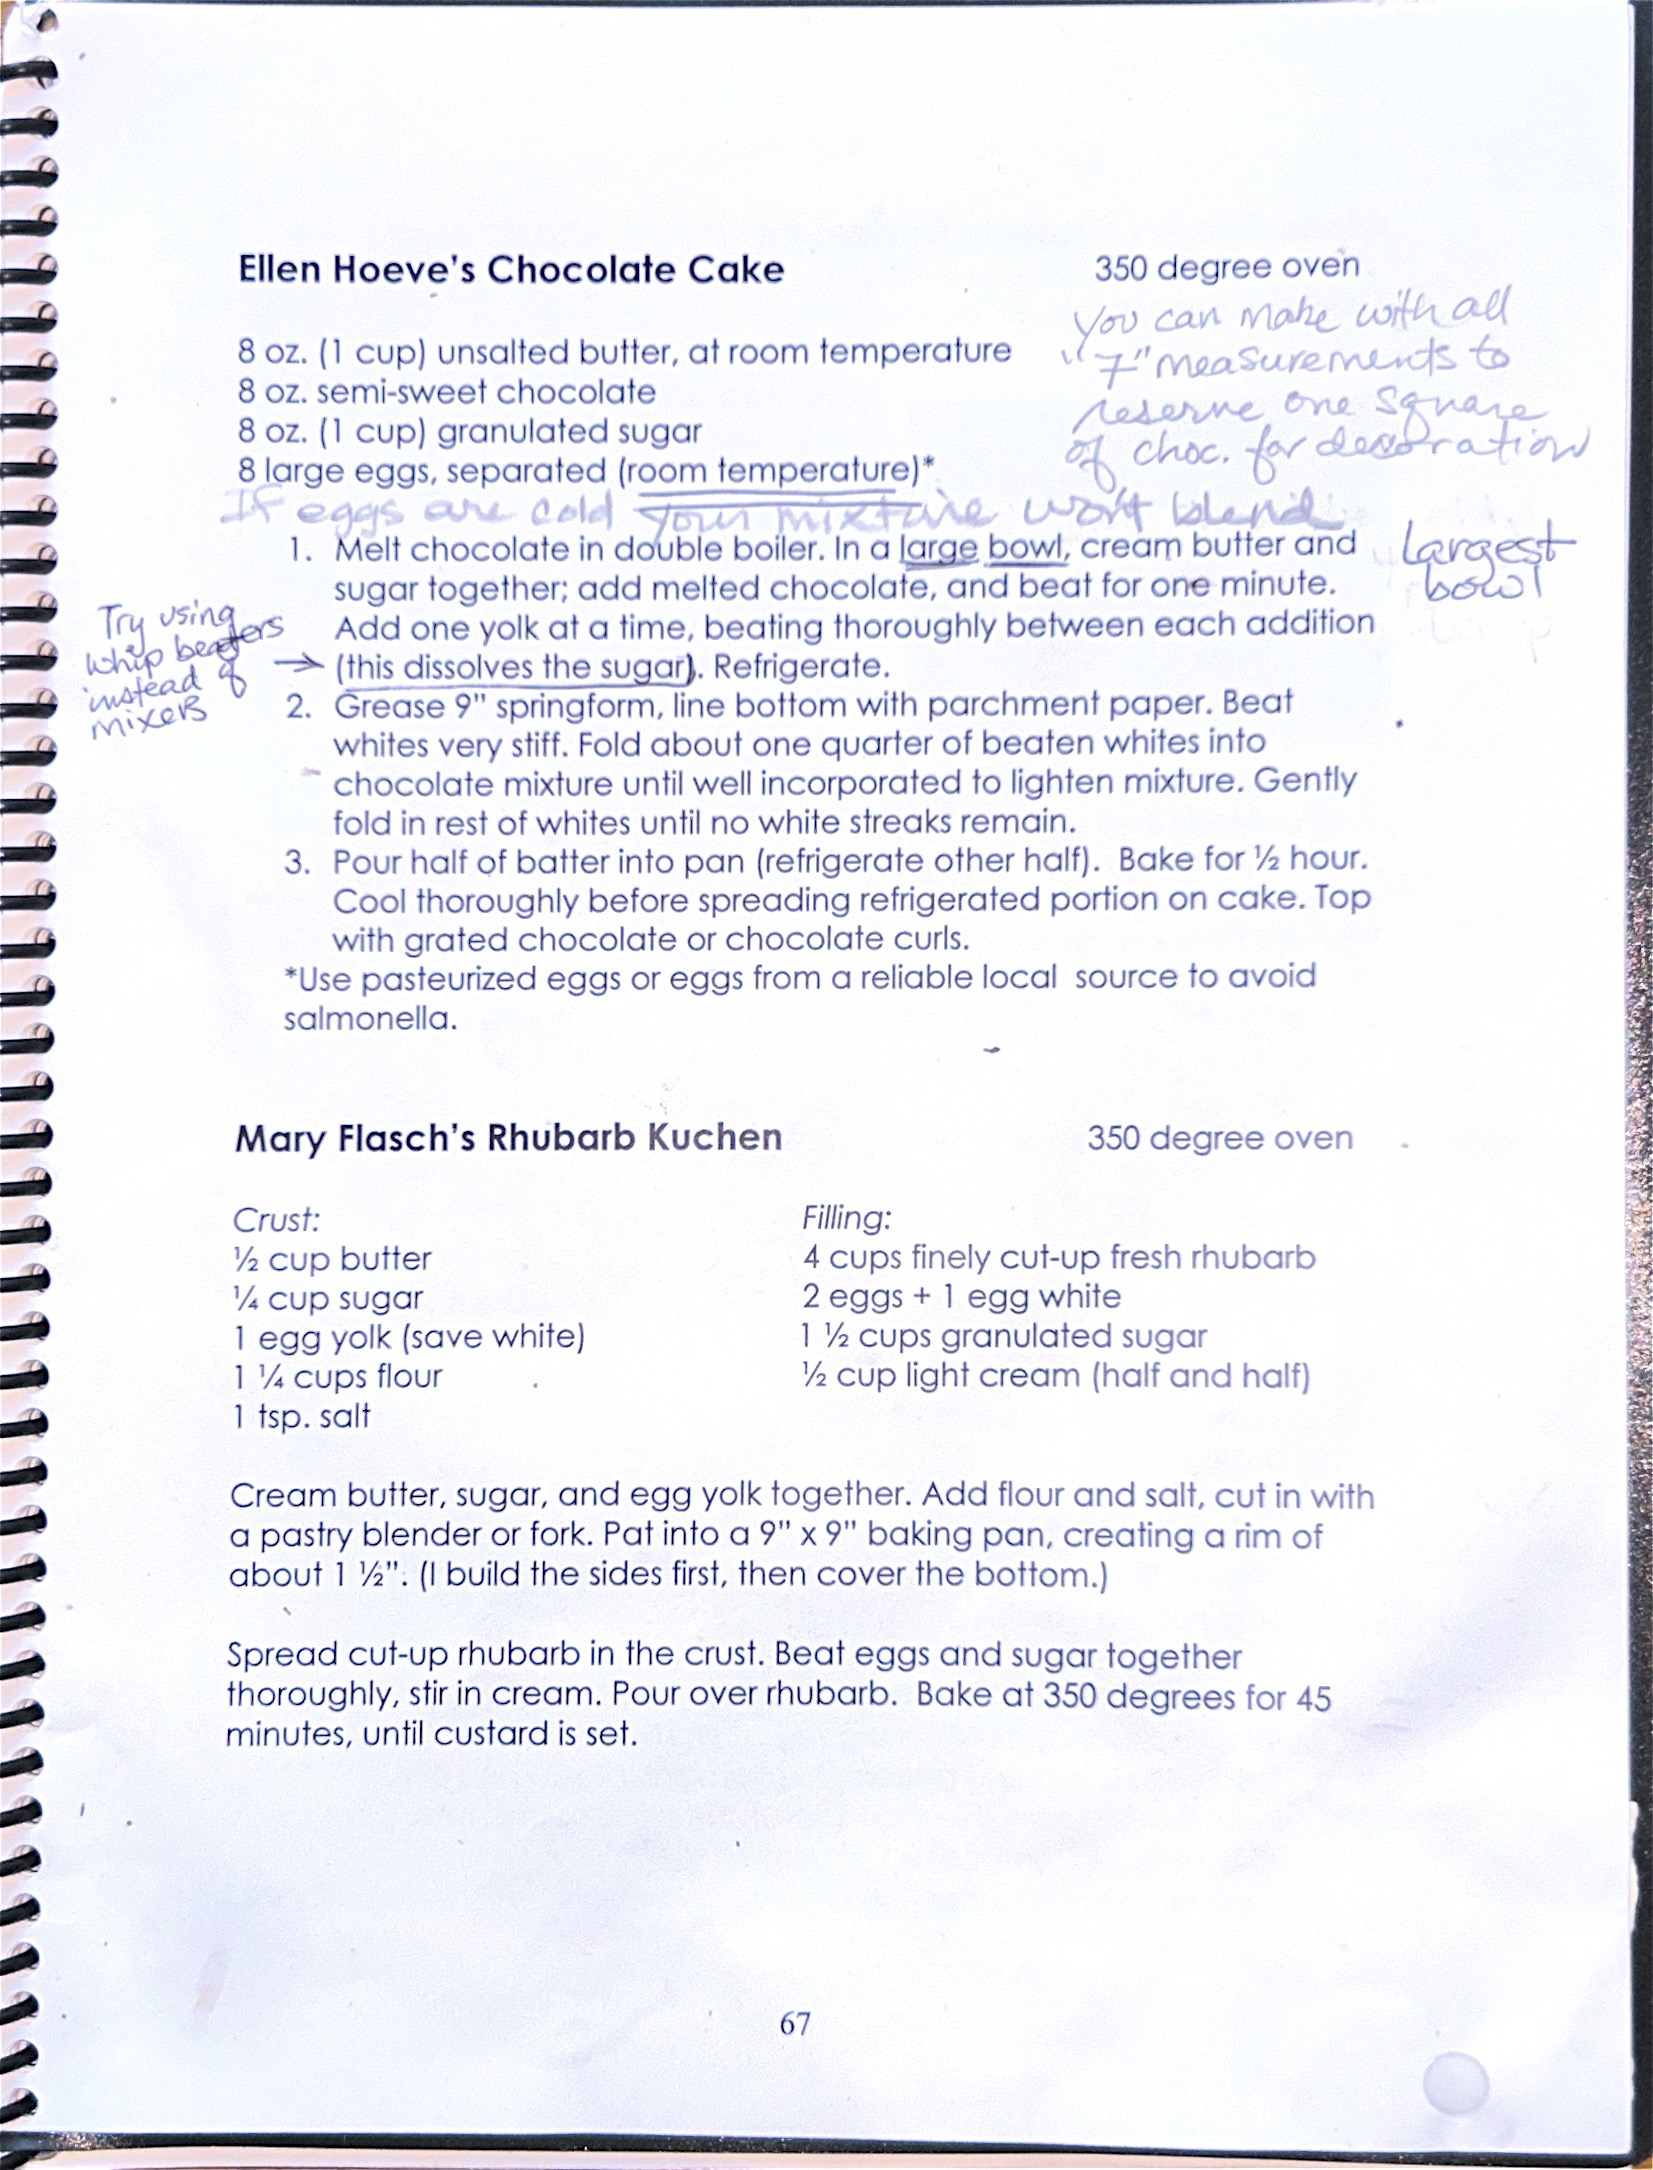 Ellen Hoeve's Chocolate Cake 350 degree oven
You can make with all
"7" measurements to
reserve one square
of choc. for decoration
8 oz. (1 cup) unsalted butter, at room temperature
8 oz. semi-sweet chocolate
8 oz. (1 cup) granulated sugar
8 large eggs, separated (room temperature)*
If eggs are cold your mixture won't blend
1. Melt chocolate in double boiler. In a large bowl, cream butter and
sugar together; add melted chocolate, and beat for one minute.
Add one yolk at a time, beating thoroughly between each addition
(this dissolves the sugar). Refrigerate.
Largest
bowl
Try using
whip beaters
instead of
mixers
2. Grease 9" springform, line bottom with parchment paper. Beat
whites very stiff. Fold about one quarter of beaten whites into
chocolate mixture until well incorporated to lighten mixture. Gently
fold in rest of whites until no white streaks remain.
3. Pour half of batter into pan (refrigerate other half). Bake for ½ hour.
Cool thoroughly before spreading refrigerated portion on cake. Top
with grated chocolate or chocolate curls.
*Use pasteurized eggs or eggs from a reliable local source to avoid
salmonella.
Mary Flasch's Rhubarb Kuchen 350 degree oven
Crust:
½ cup butter
¼ cup sugar
1 egg yolk (save white)
1 ¼ cups flour
1 tsp. salt
Filling:
4 cups finely cut-up fresh rhubarb
2 eggs + 1 egg white
1 ½ cups granulated sugar
½ cup light cream (half and half)
Cream butter, sugar, and egg yolk together. Add flour and salt, cut in with
a pastry blender or fork. Pat into a 9" x 9" baking pan, creating a rim of
about 1 ½". (I build the sides first, then cover the bottom.)
Spread cut-up rhubarb in the crust. Beat eggs and sugar together
thoroughly, stir in cream. Pour over rhubarb. Bake at 350 degrees for 45
minutes, until custard is set.
67